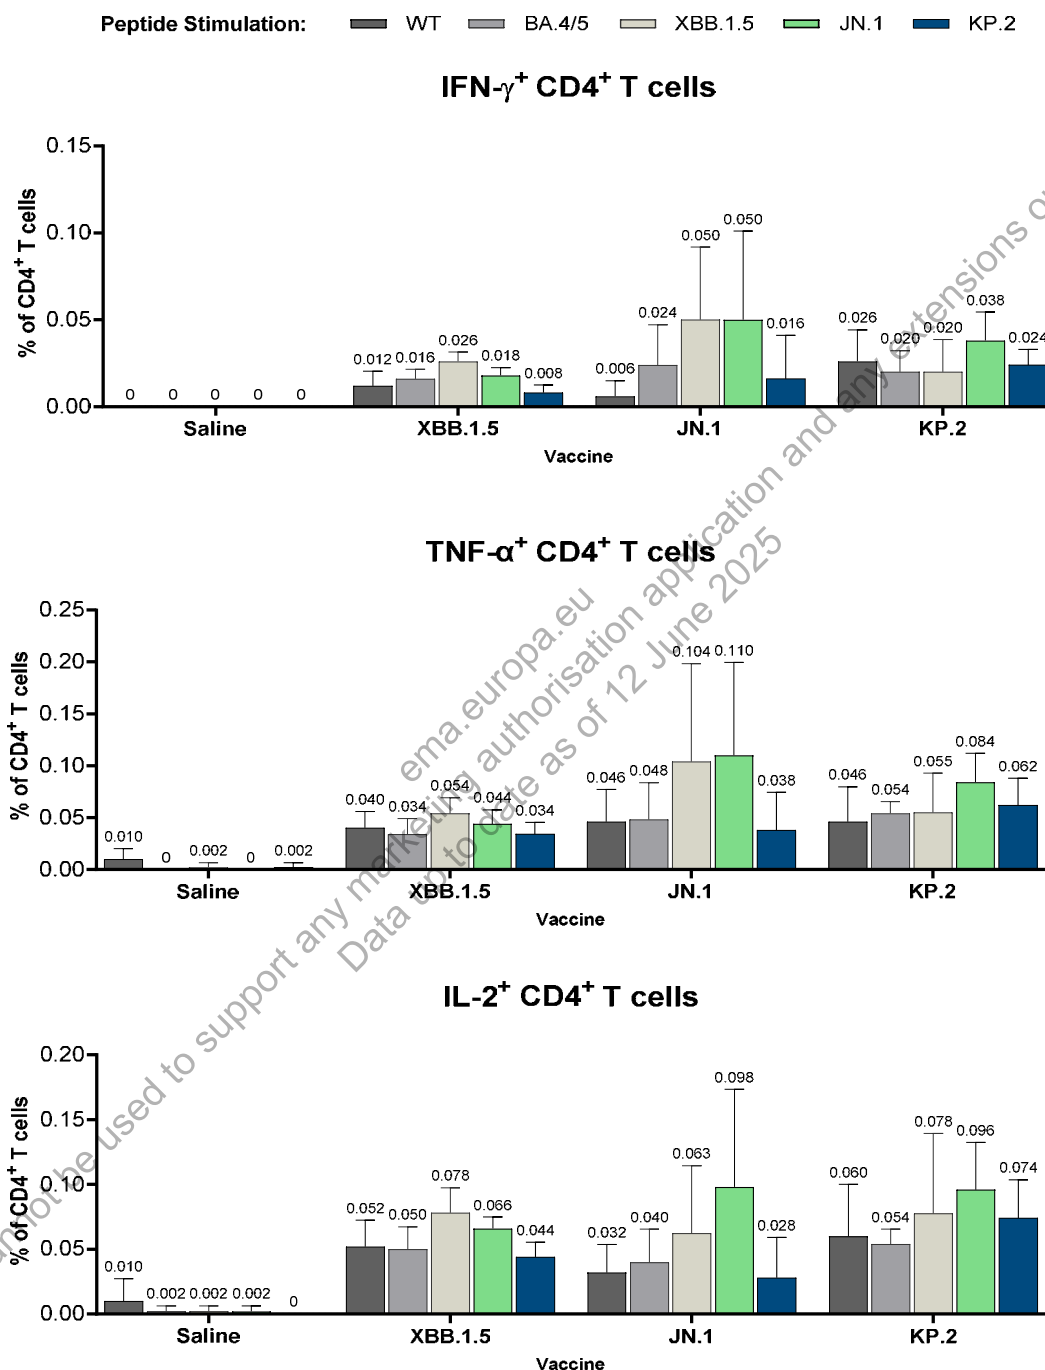 Peptide Stimulation: WT BA.4/5 XBB.1.5 JN.1 KP.2
IFN-γ+ CD4+ T cells
% of CD4+ T cells
0.15
0.10
0.05
0.00
0 0 0 0 0
0.012 0.016 0.026 0.018 0.008
0.006 0.024 0.050 0.050 0.016
0.026 0.020 0.020 0.038 0.024
Saline XBB.1.5 JN.1 KP.2
Vaccine
TNF-α+ CD4+ T cells
% of CD4+ T cells
0.25
0.20
0.15
0.10
0.05
0.00
0.010 0 0.002 0 0.002
0.040 0.034 0.054 0.044 0.034
0.046 0.048 0.104 0.110 0.038
0.046 0.054 0.055 0.084 0.062
Saline XBB.1.5 JN.1 KP.2
Vaccine
IL-2+ CD4+ T cells
% of CD4+ T cells
0.20
0.15
0.10
0.05
0.00
0.010 0.002 0.002 0.002 0
0.052 0.050 0.078 0.066 0.044
0.032 0.040 0.063 0.098 0.028
0.060 0.054 0.078 0.096 0.074
Saline XBB.1.5 JN.1 KP.2
Vaccine
ema.europa.eu
be used to support any marketing authorisation application and any extensions
Data up to date as of 12 June 2025